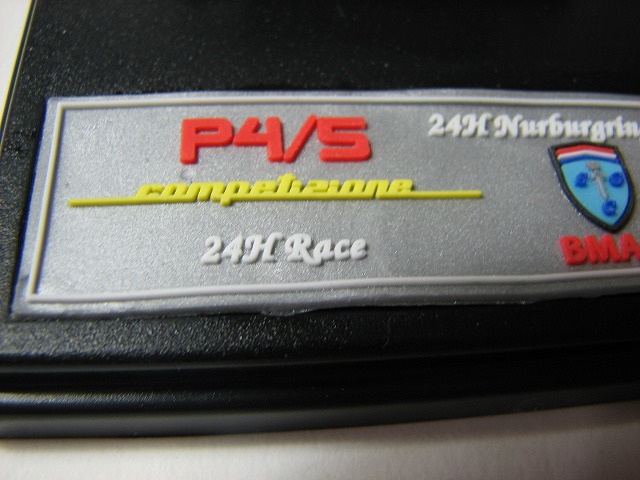 P4/5
competizione
24H Race
24H Nurburgrin
BMA